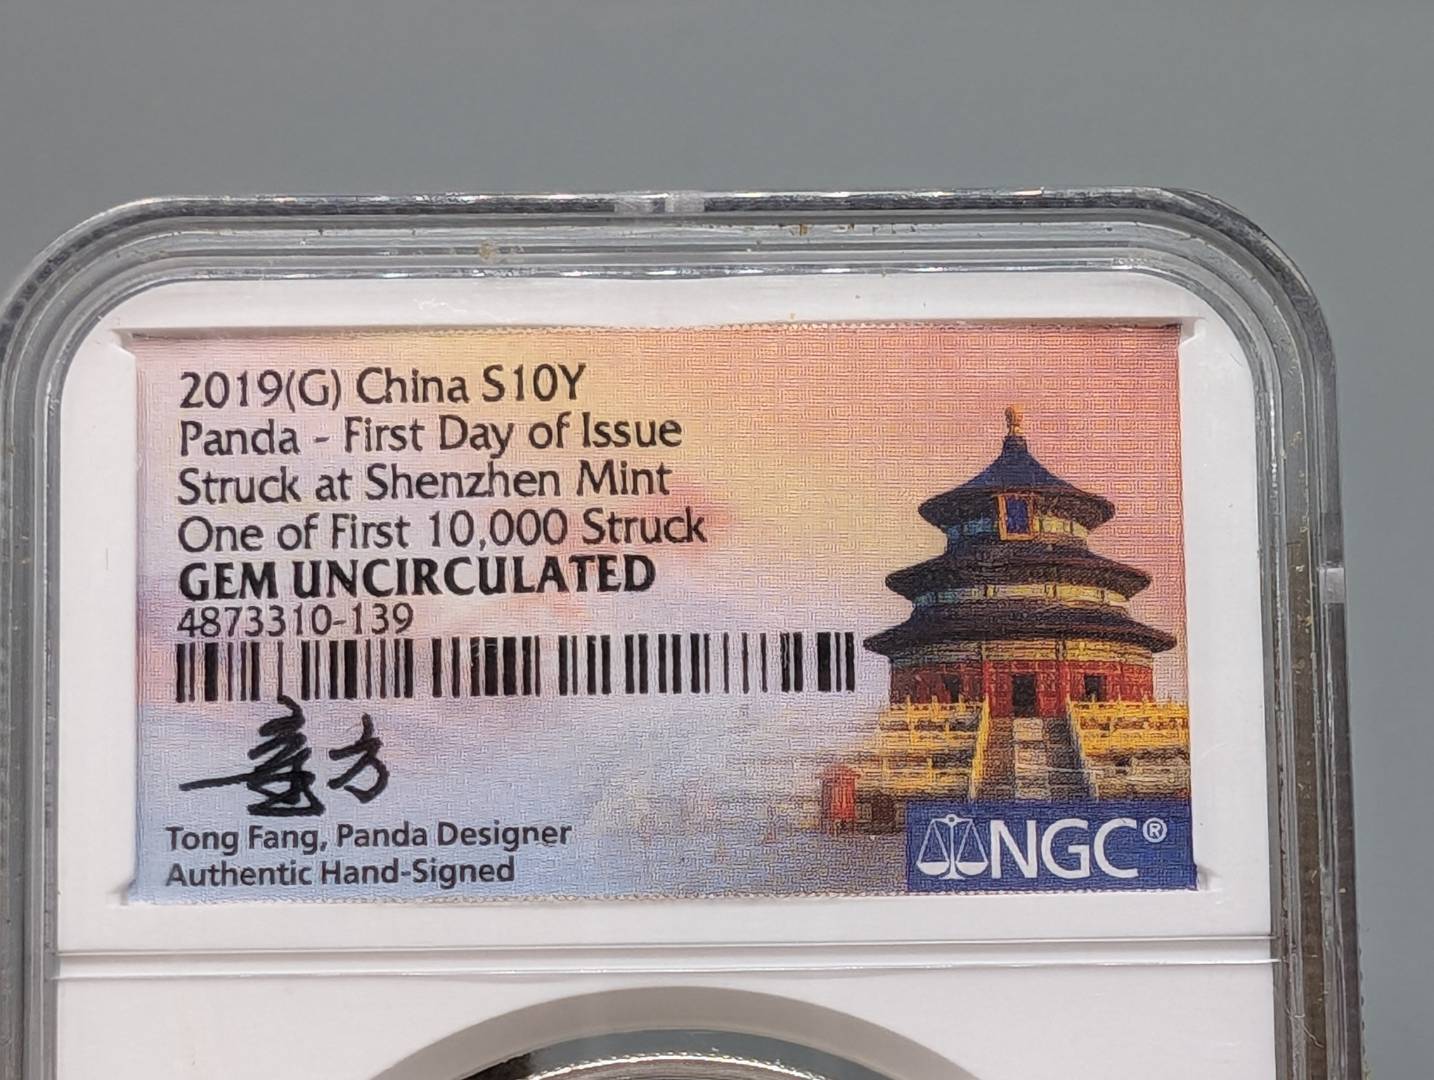 2019(G) China S10Y
Panda - First Day of Issue
Struck at Shenzhen Mint
One of First 10,000 Struck
GEM UNCIRCULATED
4873310-139
童方
Tong Fang, Panda Designer
Authentic Hand-Signed
NGC®